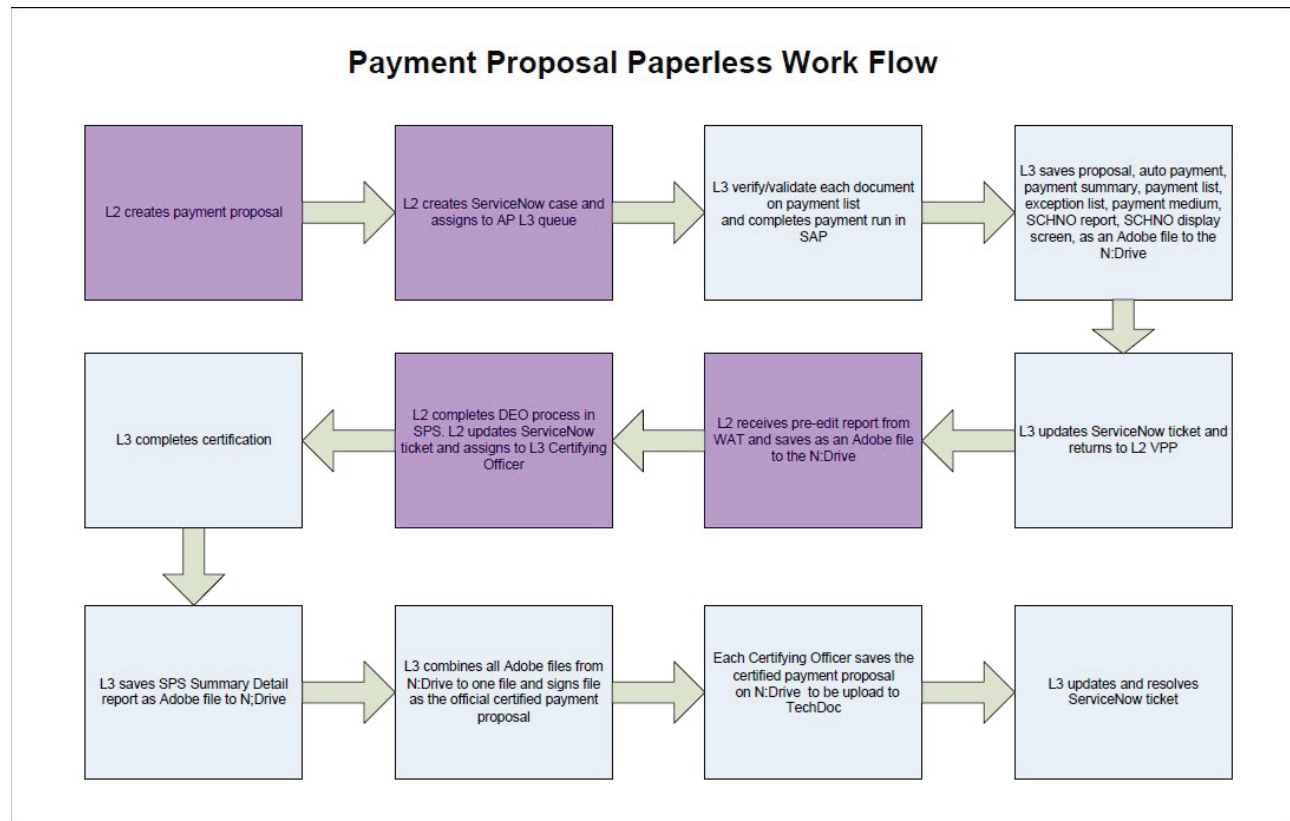 Payment Proposal Paperless Work Flow
L2 creates payment proposal
L2 creates ServiceNow case and
assigns to AP L3 queue
L3 verify/validate each document
on payment list
and completes payment run in
SAP
L3 saves proposal, auto payment,
payment summary, payment list,
exception list, payment medium,
SCHNO report, SCHNO display
screen, as an Adobe file to the
N:Drive
L3 updates ServiceNow ticket and
returns to L2 VPP
L2 receives pre-edit report from
WAT and saves as an Adobe file
to the N:Drive
L2 completes DEO process in
SPS. L2 updates ServiceNow
ticket and assigns to L3 Certifying
Officer
L3 completes certification
L3 saves SPS Summary Detail
report as Adobe file to N;Drive
L3 combines all Adobe files from
N:Drive to one file and signs file
as the official certified payment
proposal
Each Certifying Officer saves the
certified payment proposal
on N:Drive to be upload to
TechDoc
L3 updates and resolves
ServiceNow ticket